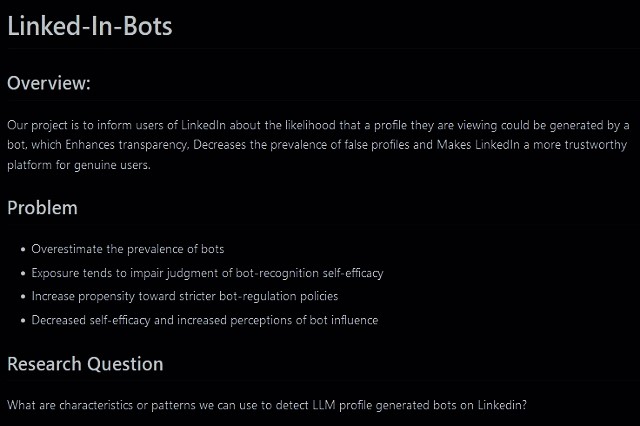 Linked-In-Bots
Overview:
Our project is to inform users of LinkedIn about the likelihood that a profile they are viewing could be generated by a
bot, which Enhances transparency, Decreases the prevalence of false profiles and Makes LinkedIn a more trustworthy
platform for genuine users.
Problem
• Overestimate the prevalence of bots
• Exposure tends to impair judgment of bot-recognition self-efficacy
• Increase propensity toward stricter bot-regulation policies
• Decreased self-efficacy and increased perceptions of bot influence
Research Question
What are characteristics or patterns we can use to detect LLM profile generated bots on Linkedin?